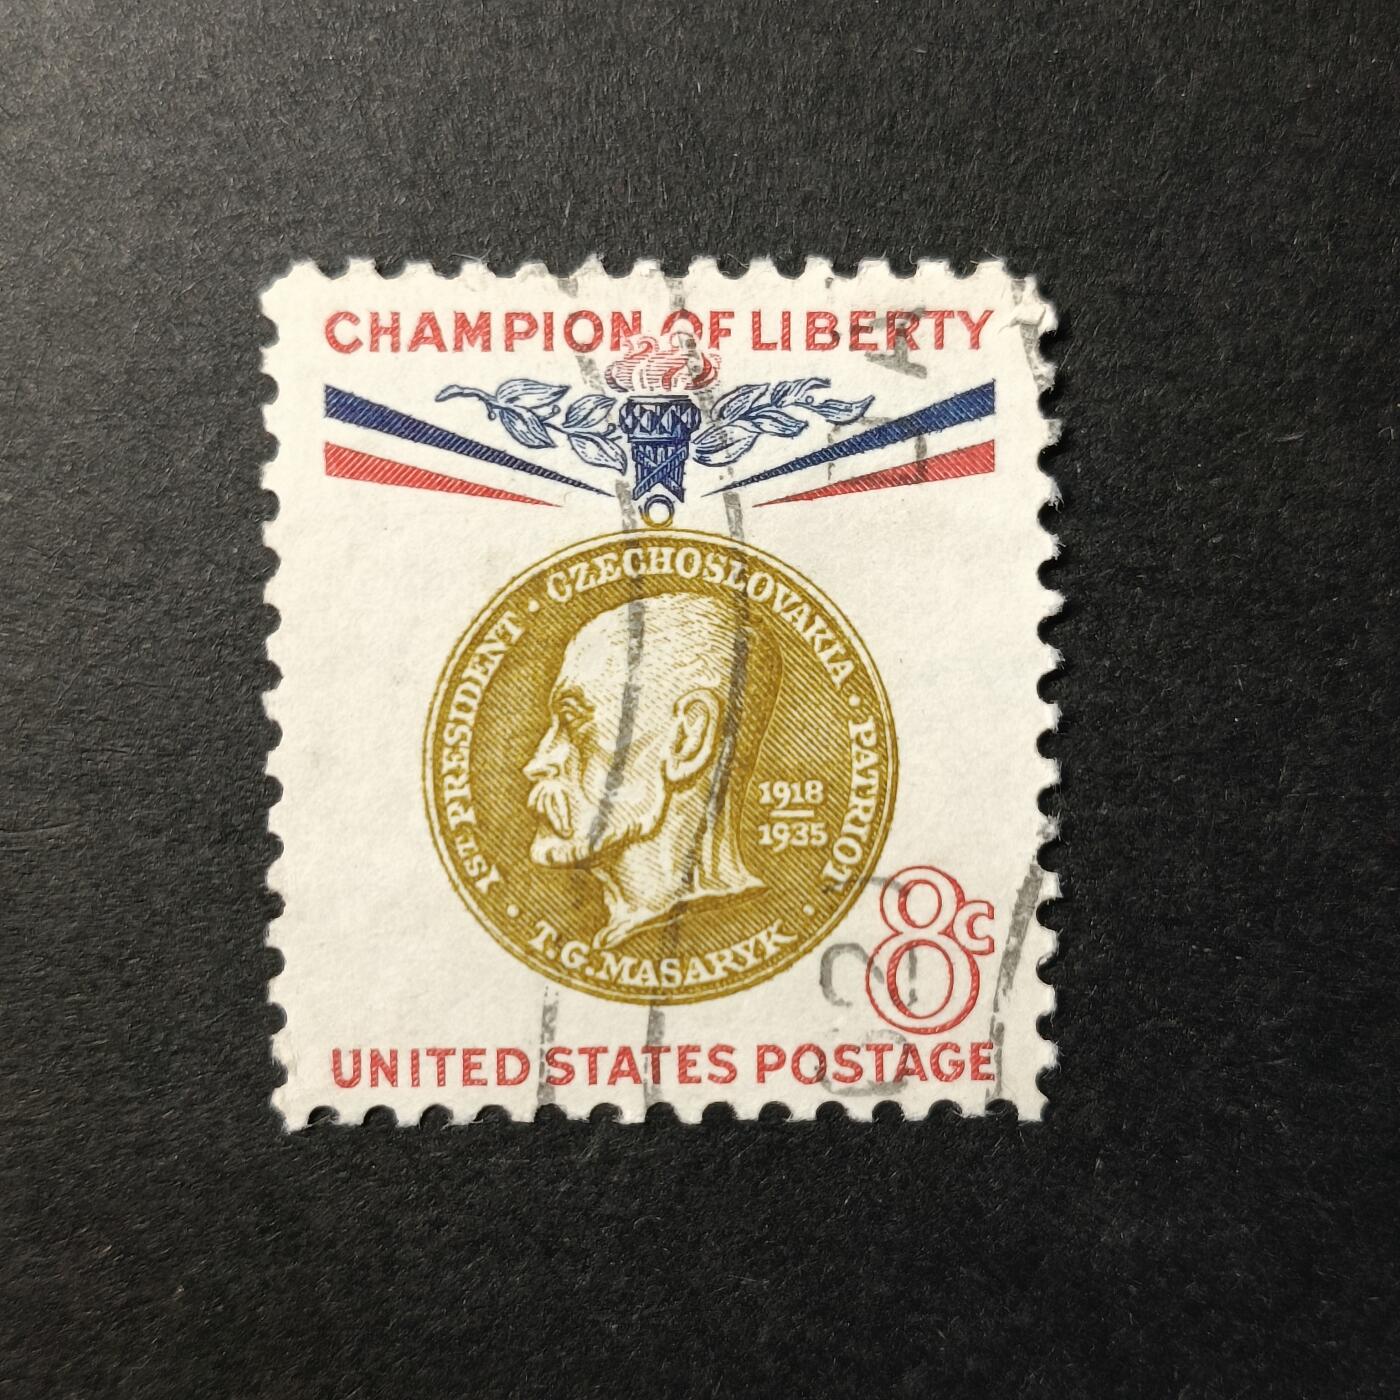 CHAMPION OF LIBERTY
1ST PRESIDENT · CZECHOSLOVAKIA · PATRIOT ·
1918
1935
T.G. MASARYK
8c
UNITED STATES POSTAGE